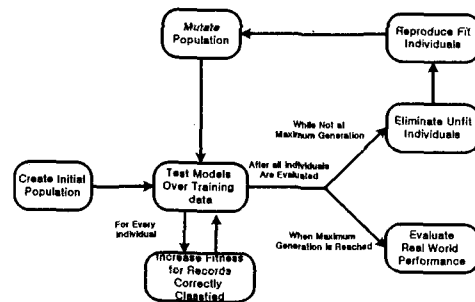 Mutate
Population
Reproduce Fit
Individuals
While Not at
Maximum Generation
Eliminate Unfit
Individuals
Create Initial
Population
Test Models
Over Training
data
After all Individuals
Are Evaluated
For Every
Individual
When Maximum
Generation is Reached
Evaluate
Real World
Performance
Increase Fitness
for Records
Correctly
Classified